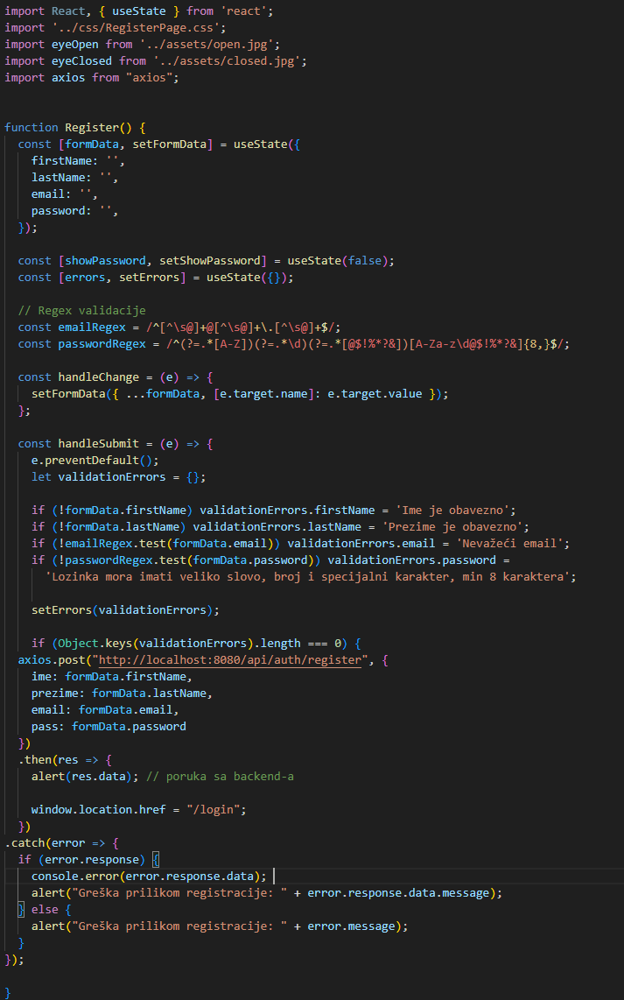 import React, { useState } from 'react';
import '../css/RegisterPage.css';
import eyeOpen from '../assets/open.jpg';
import eyeClosed from '../assets/closed.jpg';
import axios from "axios";
function Register() {
const [formData, setFormData] = useState({
firstName: '',
lastName: '',
email: '',
password: '',
});
const [showPassword, setShowPassword] = useState(false);
const [errors, setErrors] = useState({});
// Regex validacije
const emailRegex = /^[^\s@]+@[^\s@]+\.[^\s@]+$/;
const passwordRegex = /^(?=.*[A-Z])(?=.*\d)(?=.*[@$!%*?&])[A-Za-z\d@$!%*?&]{8,}$/;
const handleChange = (e) => {
setFormData({ ...formData, [e.target.name]: e.target.value });
};
const handleSubmit = (e) => {
e.preventDefault();
let validationErrors = {};
if (!formData.firstName) validationErrors.firstName = 'Ime je obavezno';
if (!formData.lastName) validationErrors.lastName = 'Prezime je obavezno';
if (!emailRegex.test(formData.email)) validationErrors.email = 'Nevažeći email';
if (!passwordRegex.test(formData.password)) validationErrors.password =
'Lozinka mora imati veliko slovo, broj i specijalni karakter, min 8 karaktera';
setErrors(validationErrors);
if (Object.keys(validationErrors).length === 0) {
axios.post("http://localhost:8080/api/auth/register", {
ime: formData.firstName,
prezime: formData.lastName,
email: formData.email,
pass: formData.password
})
.then(res => {
alert(res.data); // poruka sa backend-a
window.location.href = "/login";
})
.catch(error => {
if (error.response) {
console.error(error.response.data);
alert("Greška prilikom registracije: " + error.response.data.message);
} else {
alert("Greška prilikom registracije: " + error.message);
}
});
}